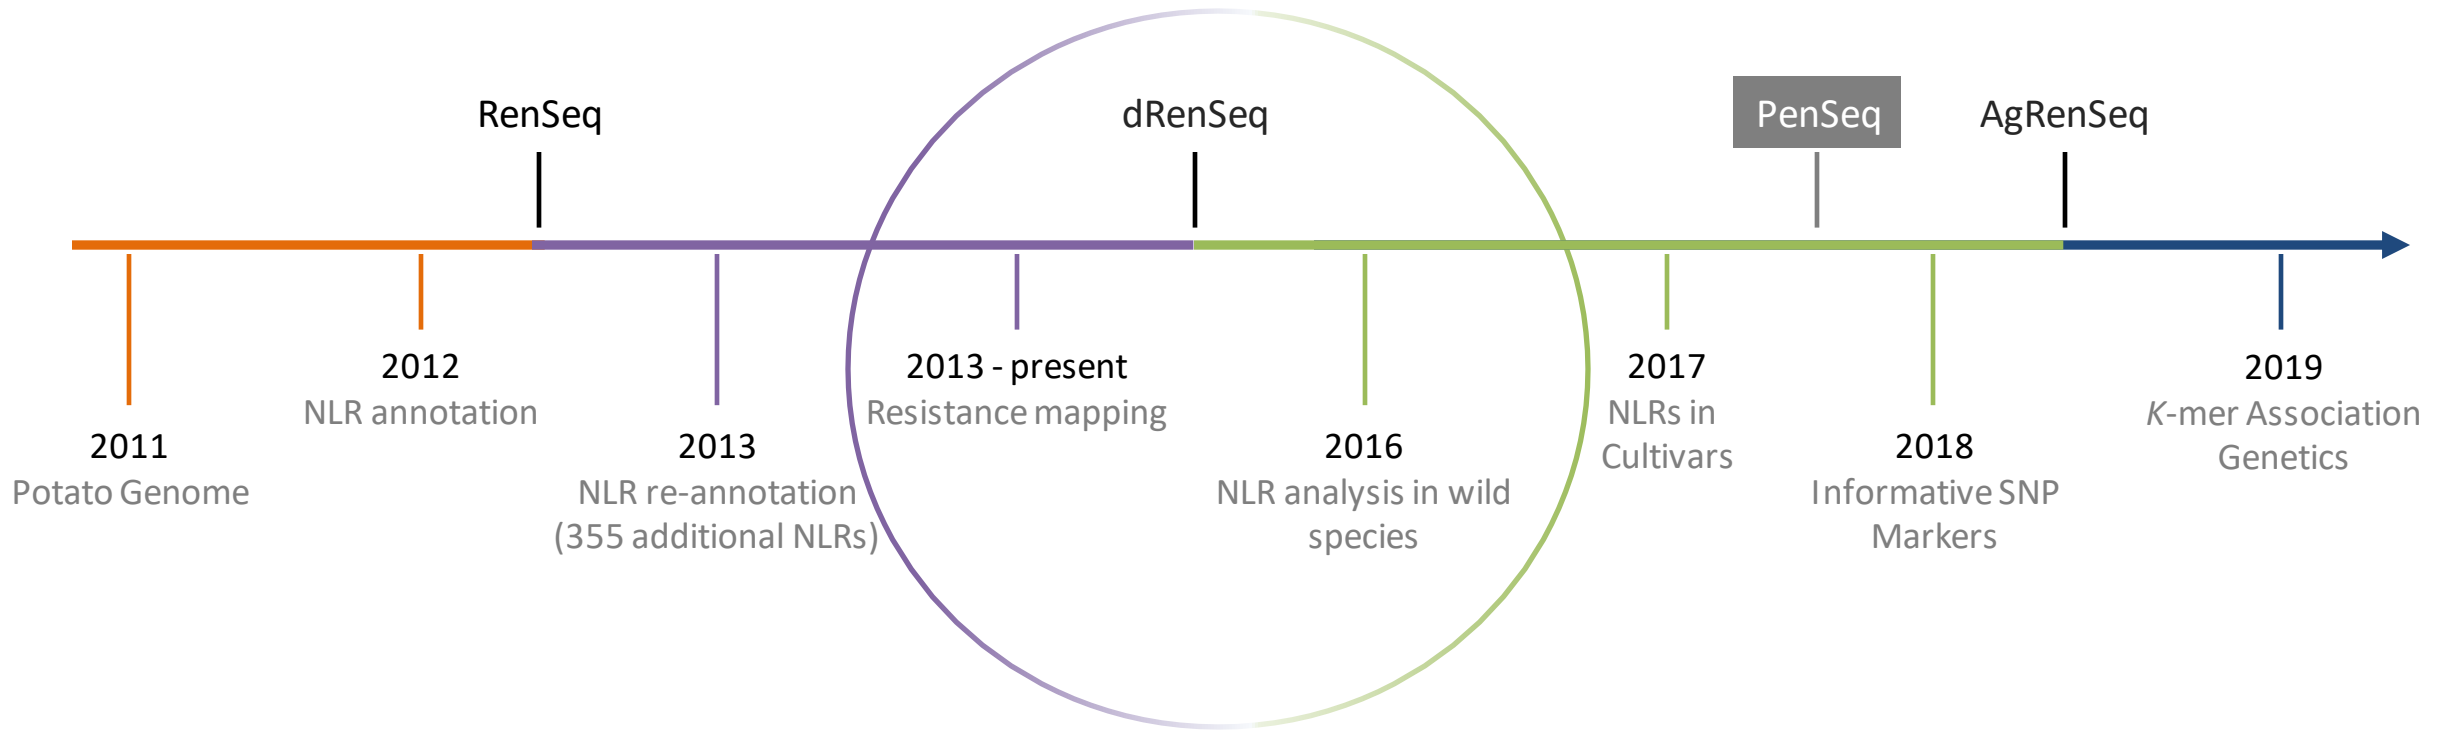 RenSeq
dRenSeq
PenSeq
AgRenSeq
2011
Potato Genome
2012
NLR annotation
2013
NLR re-annotation
(355 additional NLRs)
2013 - present
Resistance mapping
2016
NLR analysis in wild
species
2017
NLRs in
Cultivars
2018
Informative SNP
Markers
2019
K-mer Association
Genetics